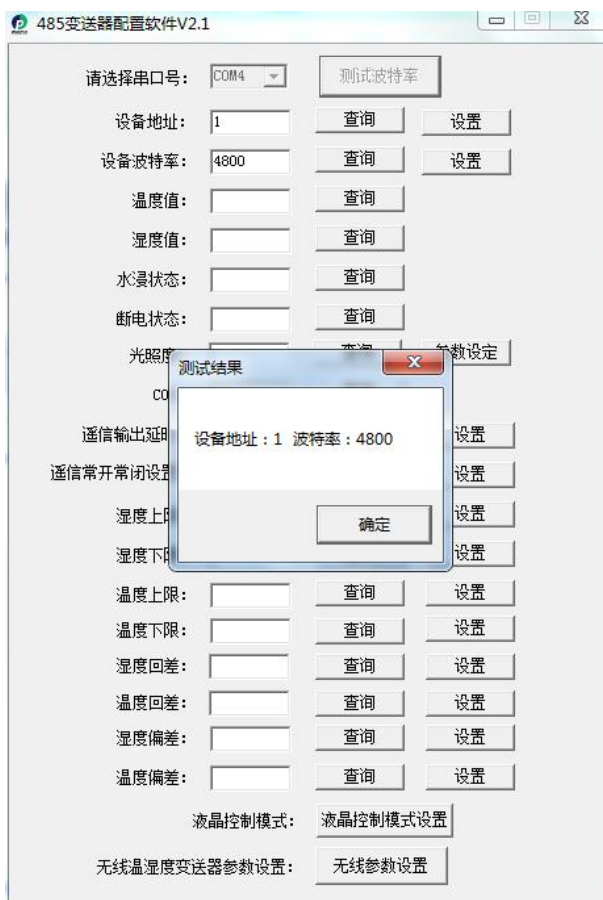 485变送器配置软件V2.1
请选择串口号： COM4 测试波特率
设备地址： 1 查询 设置
设备波特率： 4800 查询 设置
温度值： 查询
湿度值： 查询
水浸状态： 查询
断电状态： 查询
光照度 查询 参数设定
测试结果
CO
设备地址：1 波特率：4800
遥信输出延时 设置
遥信常开常闭设置 设置
确定
湿度上限 设置
湿度下限 设置
温度上限： 查询 设置
温度下限： 查询 设置
湿度回差： 查询 设置
温度回差： 查询 设置
湿度偏差： 查询 设置
温度偏差： 查询 设置
液晶控制模式： 液晶控制模式设置
无线温湿度变送器参数设置： 无线参数设置